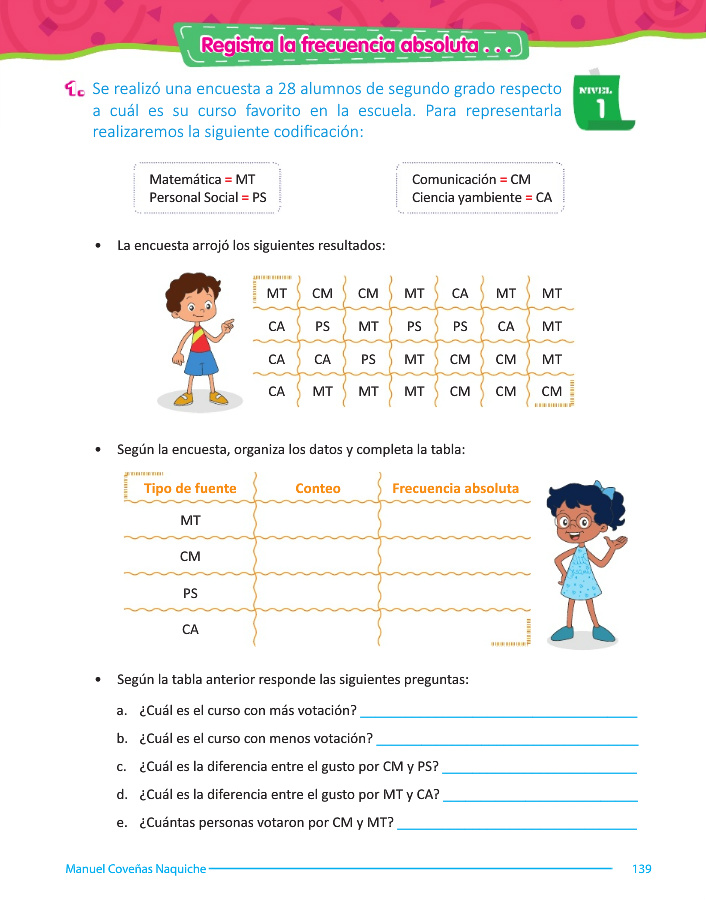 Registra la frecuencia absoluta . . .
1. Se realizó una encuesta a 28 alumnos de segundo grado respecto
a cuál es su curso favorito en la escuela. Para representarla
realizaremos la siguiente codificación:
NIVEL
1
Matemática = MT
Personal Social = PS
Comunicación = CM
Ciencia yambiente = CA
• La encuesta arrojó los siguientes resultados:
MT CM CM MT CA MT MT
CA PS MT PS PS CA MT
CA CA PS MT CM CM MT
CA MT MT MT CM CM CM
• Según la encuesta, organiza los datos y completa la tabla:
Tipo de fuente Conteo Frecuencia absoluta
MT
CM
PS
CA
• Según la tabla anterior responde las siguientes preguntas:
a. ¿Cuál es el curso con más votación?
b. ¿Cuál es el curso con menos votación?
c. ¿Cuál es la diferencia entre el gusto por CM y PS?
d. ¿Cuál es la diferencia entre el gusto por MT y CA?
e. ¿Cuántas personas votaron por CM y MT?
Manuel Coveñas Naquiche 139